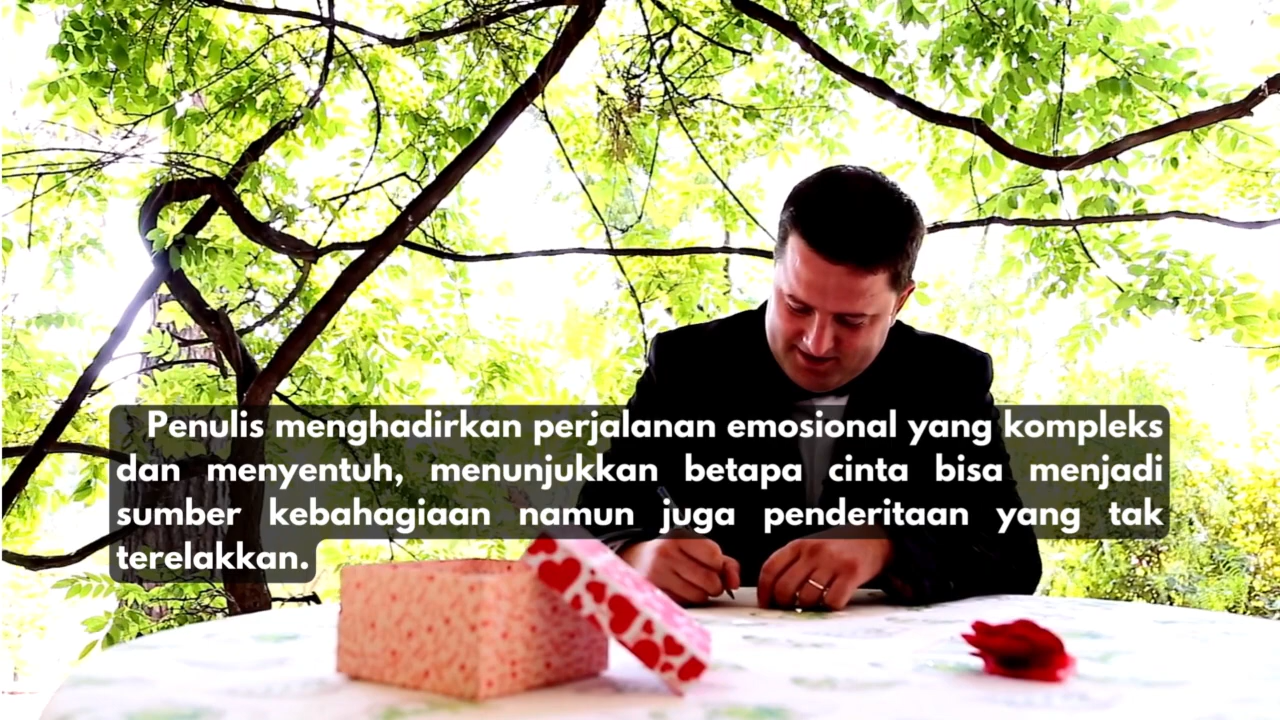 Penulis menghadirkan perjalanan emosional yang kompleks
dan menyentuh, menunjukkan betapa cinta bisa menjadi
sumber kebahagiaan namun juga penderitaan yang tak
terelakkan.